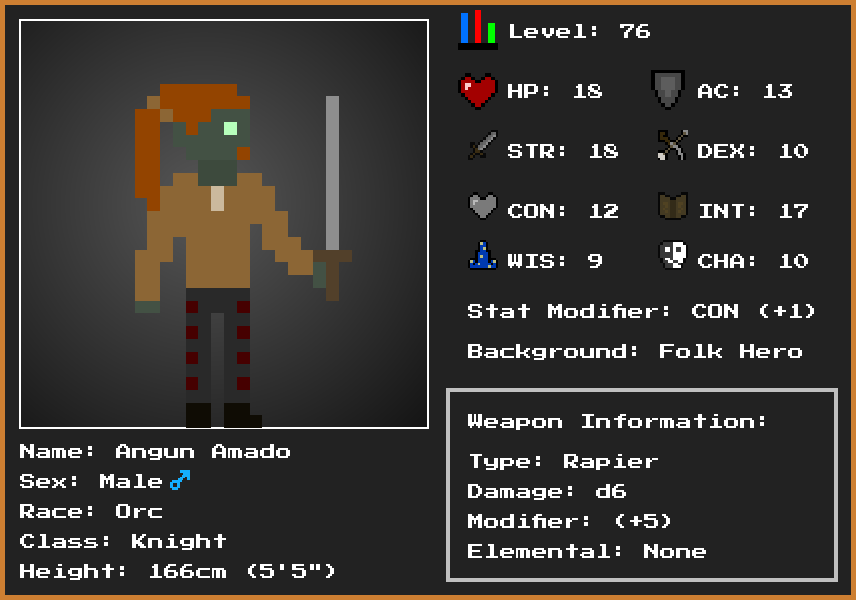 Level: 76
HP: 18 AC: 13
STR: 18 DEX: 10
CON: 12 INT: 17
WIS: 9 CHA: 10
Stat Modifier: CON (+1)
Background: Folk Hero
Weapon Information:
Type: Rapier
Damage: d6
Modifier: (+5)
Elemental: None
Name: Angun Amado
Sex: Male ♂
Race: Orc
Class: Knight
Height: 166cm (5'5")